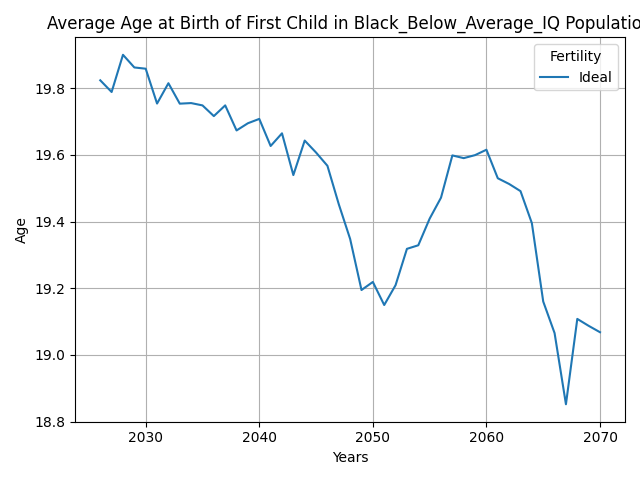 Average Age at Birth of First Child in Black_Below_Average_IQ Populatio
Fertility
Ideal
19.8
19.6
19.4
19.2
19.0
18.8
Age
2030 2040 2050 2060 2070
Years